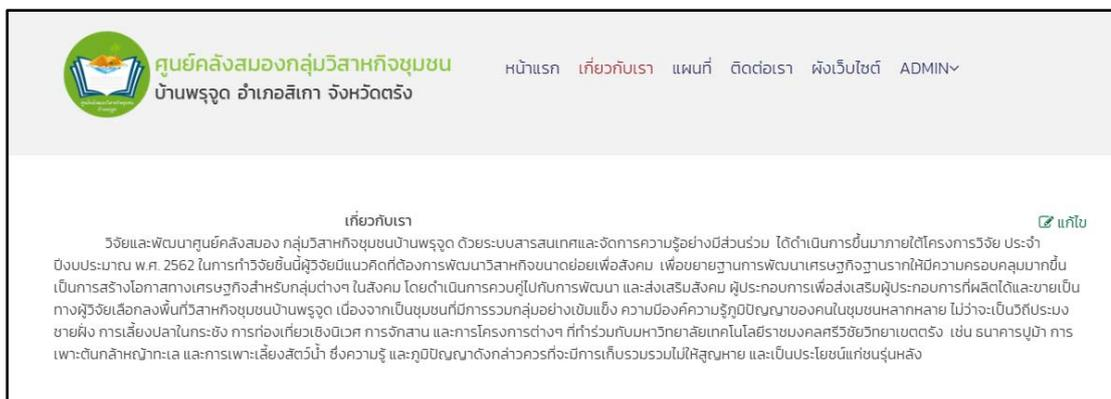 ศูนย์คลังสมองกลุ่มวิสาหกิจชุมชน
บ้านพรุจูด อำเภอสิเกา จังหวัดตรัง
หน้าแรก เกี่ยวกับเรา แผนที่ ติดต่อเรา ผังเว็บไซต์ ADMIN
เกี่ยวกับเรา
แก้ไข
วิจัยและพัฒนาศูนย์คลังสมอง กลุ่มวิสาหกิจชุมชนบ้านพรุจูด ด้วยระบบสารสนเทศและจัดการความรู้อย่างมีส่วนร่วม ได้ดำเนินการขึ้นมาภายใต้โครงการวิจัย ประจำ
ปีงบประมาณ พ.ศ. 2562 ในการทำวิจัยชิ้นนี้ผู้วิจัยมีแนวคิดที่ต้องการพัฒนาวิสาหกิจขนาดย่อยเพื่อสังคม เพื่อขยายฐานการพัฒนาเศรษฐกิจฐานรากให้มีความครอบคลุมมากขึ้น
เป็นการสร้างโอกาสทางเศรษฐกิจสำหรับกลุ่มต่างๆ ในสังคม โดยดำเนินการควบคู่ไปกับการพัฒนา และส่งเสริมสังคม ผู้ประกอบการเพื่อส่งเสริมผู้ประกอบการที่ผลิตได้และขายเป็น
ทางผู้วิจัยเลือกลงพื้นที่วิสาหกิจชุมชนบ้านพรุจูด เนื่องจากเป็นชุมชนที่มีการรวมกลุ่มอย่างเข้มแข็ง ความมีองค์ความรู้ภูมิปัญญาของคนในชุมชนหลากหลาย ไม่ว่าจะเป็นวิถีประมง
ชายฝั่ง การเลี้ยงปลาในกระชัง การท่องเที่ยวเชิงนิเวศ การจักสาน และการโครงการต่างๆ ที่ทำร่วมกับมหาวิทยาลัยเทคโนโลยีราชมงคลศรีวิชัยวิทยาเขตตรัง เช่น ธนาคารปูม้า การ
เพาะต้นกล้าหญ้าทะเล และการเพาะเลี้ยงสัตว์น้ำ ซึ่งความรู้ และภูมิปัญญาดังกล่าวควรที่จะมีการเก็บรวมรวมไม่ให้สูญหาย และเป็นประโยชน์แก่ชนรุ่นหลัง